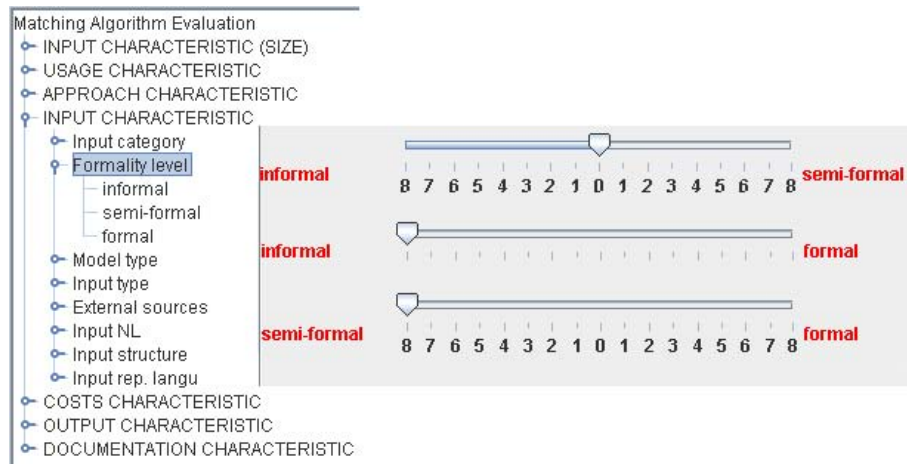 Matching Algorithm Evaluation
INPUT CHARACTERISTIC (SIZE)
USAGE CHARACTERISTIC
APPROACH CHARACTERISTIC
INPUT CHARACTERISTIC
Input category
Formality level
informal
semi-formal
formal
Model type
Input type
External sources
Input NL
Input structure
Input rep. langu
COSTS CHARACTERISTIC
OUTPUT CHARACTERISTIC
DOCUMENTATION CHARACTERISTIC
informal semi-formal
8 7 6 5 4 3 2 1 0 1 2 3 4 5 6 7 8
informal formal
semi-formal formal
8 7 6 5 4 3 2 1 0 1 2 3 4 5 6 7 8